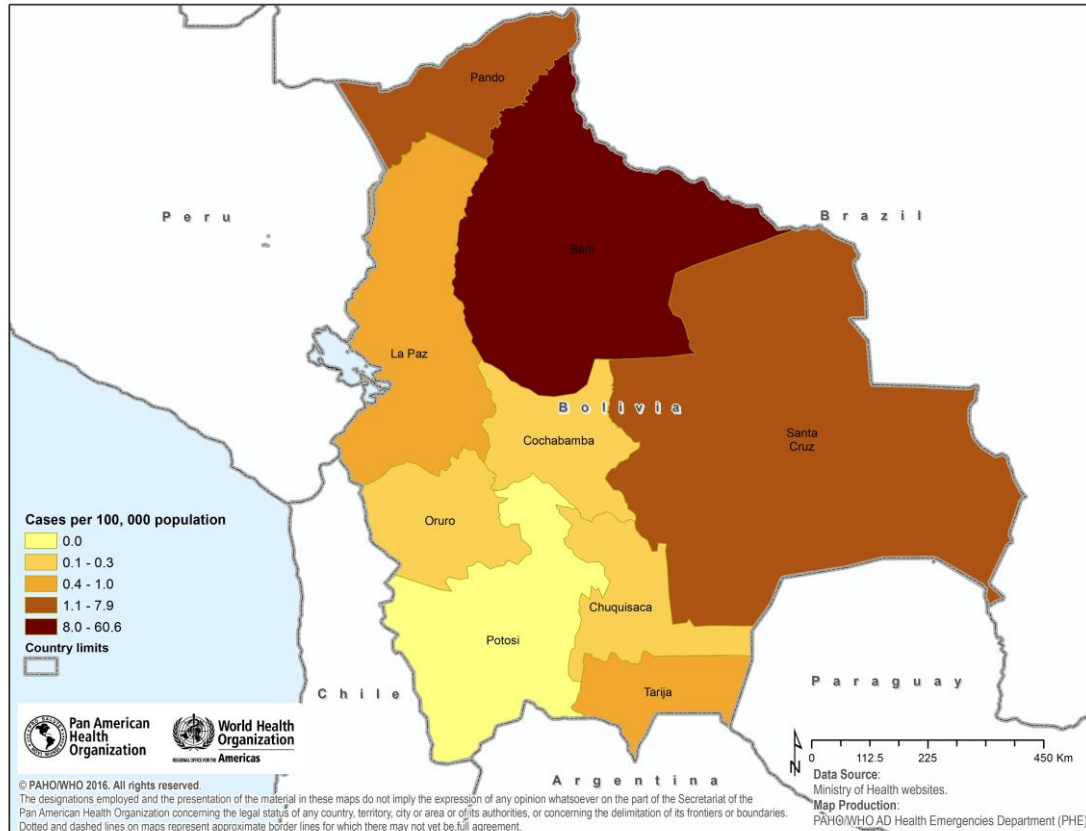 Pando
Peru
Brazil
Beni
La Paz
Bolivia
Cochabamba
Santa
Cruz
Oruro
Cases per 100, 000 population
0.0
0.1 - 0.3
0.4 - 1.0
1.1 - 7.9
8.0 - 60.6
Country limits
Chuquisaca
Potosi
Tarija
Chile
Paraguay
Argentina
N
0 112.5 225 450 Km
Pan American
Health
Organization
World Health
Organization
REGIONAL OFFICE FOR THE Americas
Data Source:
Ministry of Health websites.
Map Production:
PAHO/WHO AD Health Emergencies Department (PHE)
© PAHO/WHO 2016. All rights reserved.
The designations employed and the presentation of the material in these maps do not imply the expression of any opinion whatsoever on the part of the Secretariat of the
Pan American Health Organization concerning the legal status of any country, territory, city or area or of its authorities, or concerning the delimitation of its frontiers or boundaries.
Dotted and dashed lines on maps represent approximate border lines for which there may not yet be full agreement.